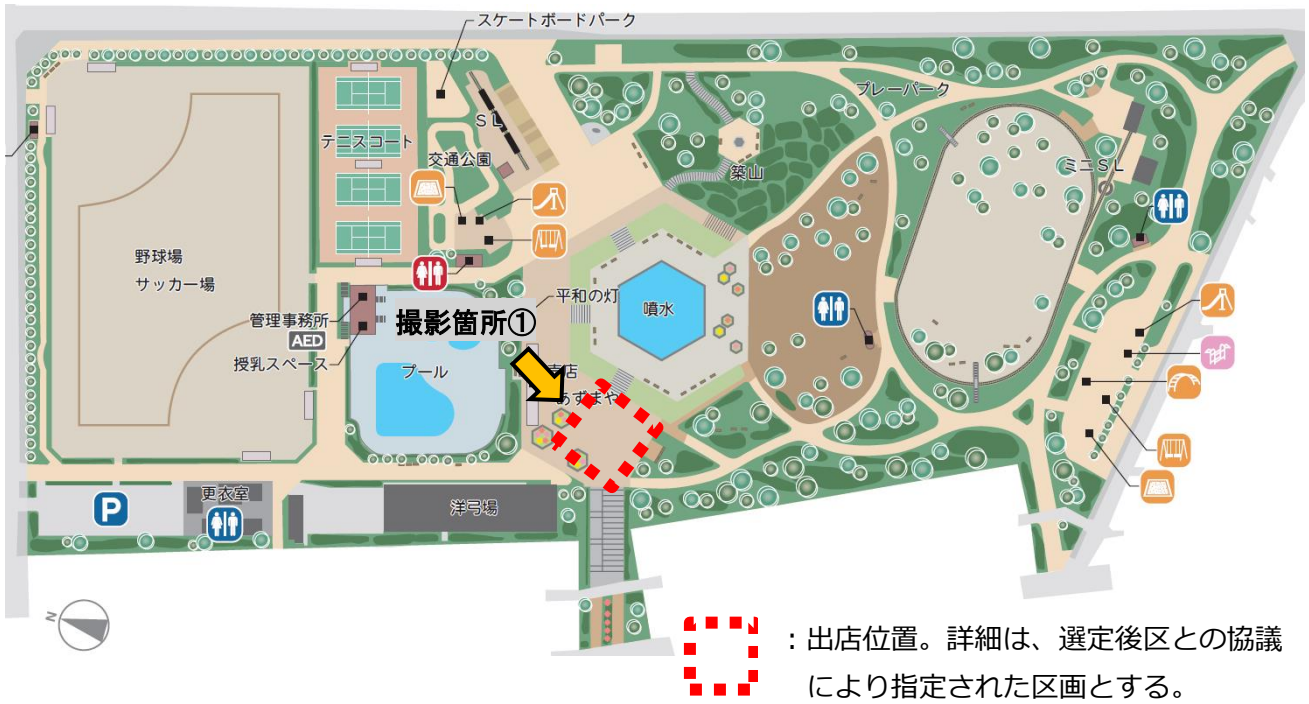 スケートボードパーク
プレーパーク
SL
テニスコート
交通公園
築山
ミニSL
野球場
サッカー場
平和の灯
噴水
管理事務所
撮影箇所①
AED
授乳スペース
プール
売店
あずまや
更衣室
P
洋弓場
N
：出店位置。詳細は、選定後区との協議
により指定された区画とする。